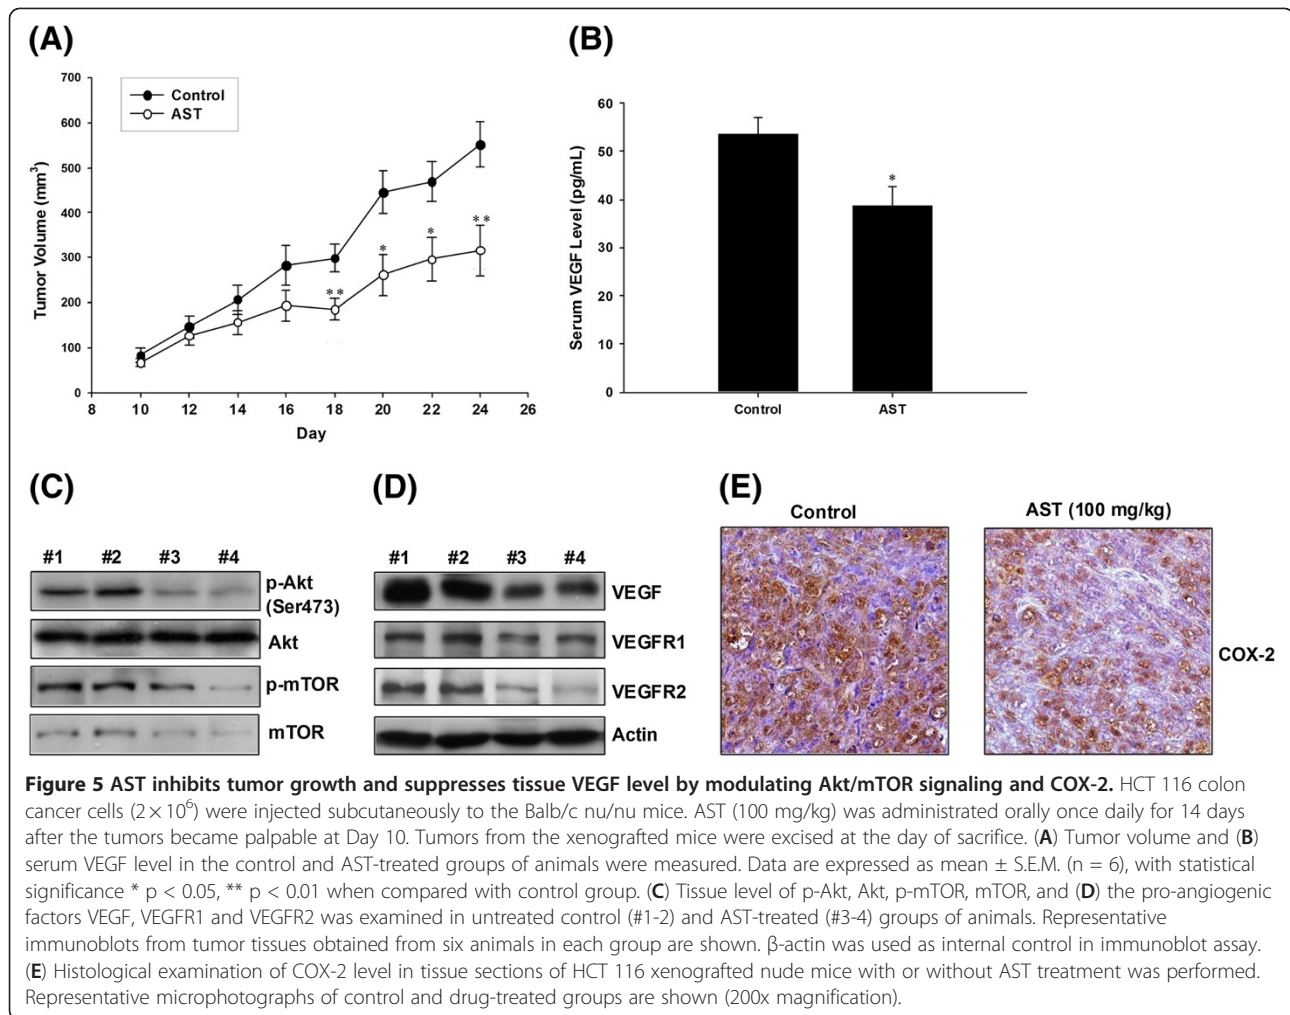 (A)
700
600
500
400
300
200
100
0
Tumor Volume (mm³)
Control
AST
**
*
*
**
8 10 12 14 16 18 20 22 24 26
Day
(B)
60
50
40
30
20
10
0
Serum VEGF Level (pg/mL)
*
Control AST
(C)
#1 #2 #3 #4
p-Akt
(Ser473)
Akt
p-mTOR
mTOR
(D)
#1 #2 #3 #4
VEGF
VEGFR1
VEGFR2
Actin
(E)
Control AST (100 mg/kg)
COX-2
Figure 5 AST inhibits tumor growth and suppresses tissue VEGF level by modulating Akt/mTOR signaling and COX-2. HCT 116 colon
cancer cells (2 × 10⁶) were injected subcutaneously to the Balb/c nu/nu mice. AST (100 mg/kg) was administrated orally once daily for 14 days
after the tumors became palpable at Day 10. Tumors from the xenografted mice were excised at the day of sacrifice. (A) Tumor volume and (B)
serum VEGF level in the control and AST-treated groups of animals were measured. Data are expressed as mean ± S.E.M. (n = 6), with statistical
significance * p < 0.05, ** p < 0.01 when compared with control group. (C) Tissue level of p-Akt, Akt, p-mTOR, mTOR, and (D) the pro-angiogenic
factors VEGF, VEGFR1 and VEGFR2 was examined in untreated control (#1-2) and AST-treated (#3-4) groups of animals. Representative
immunoblots from tumor tissues obtained from six animals in each group are shown. β-actin was used as internal control in immunoblot assay.
(E) Histological examination of COX-2 level in tissue sections of HCT 116 xenografted nude mice with or without AST treatment was performed.
Representative microphotographs of control and drug-treated groups are shown (200x magnification).